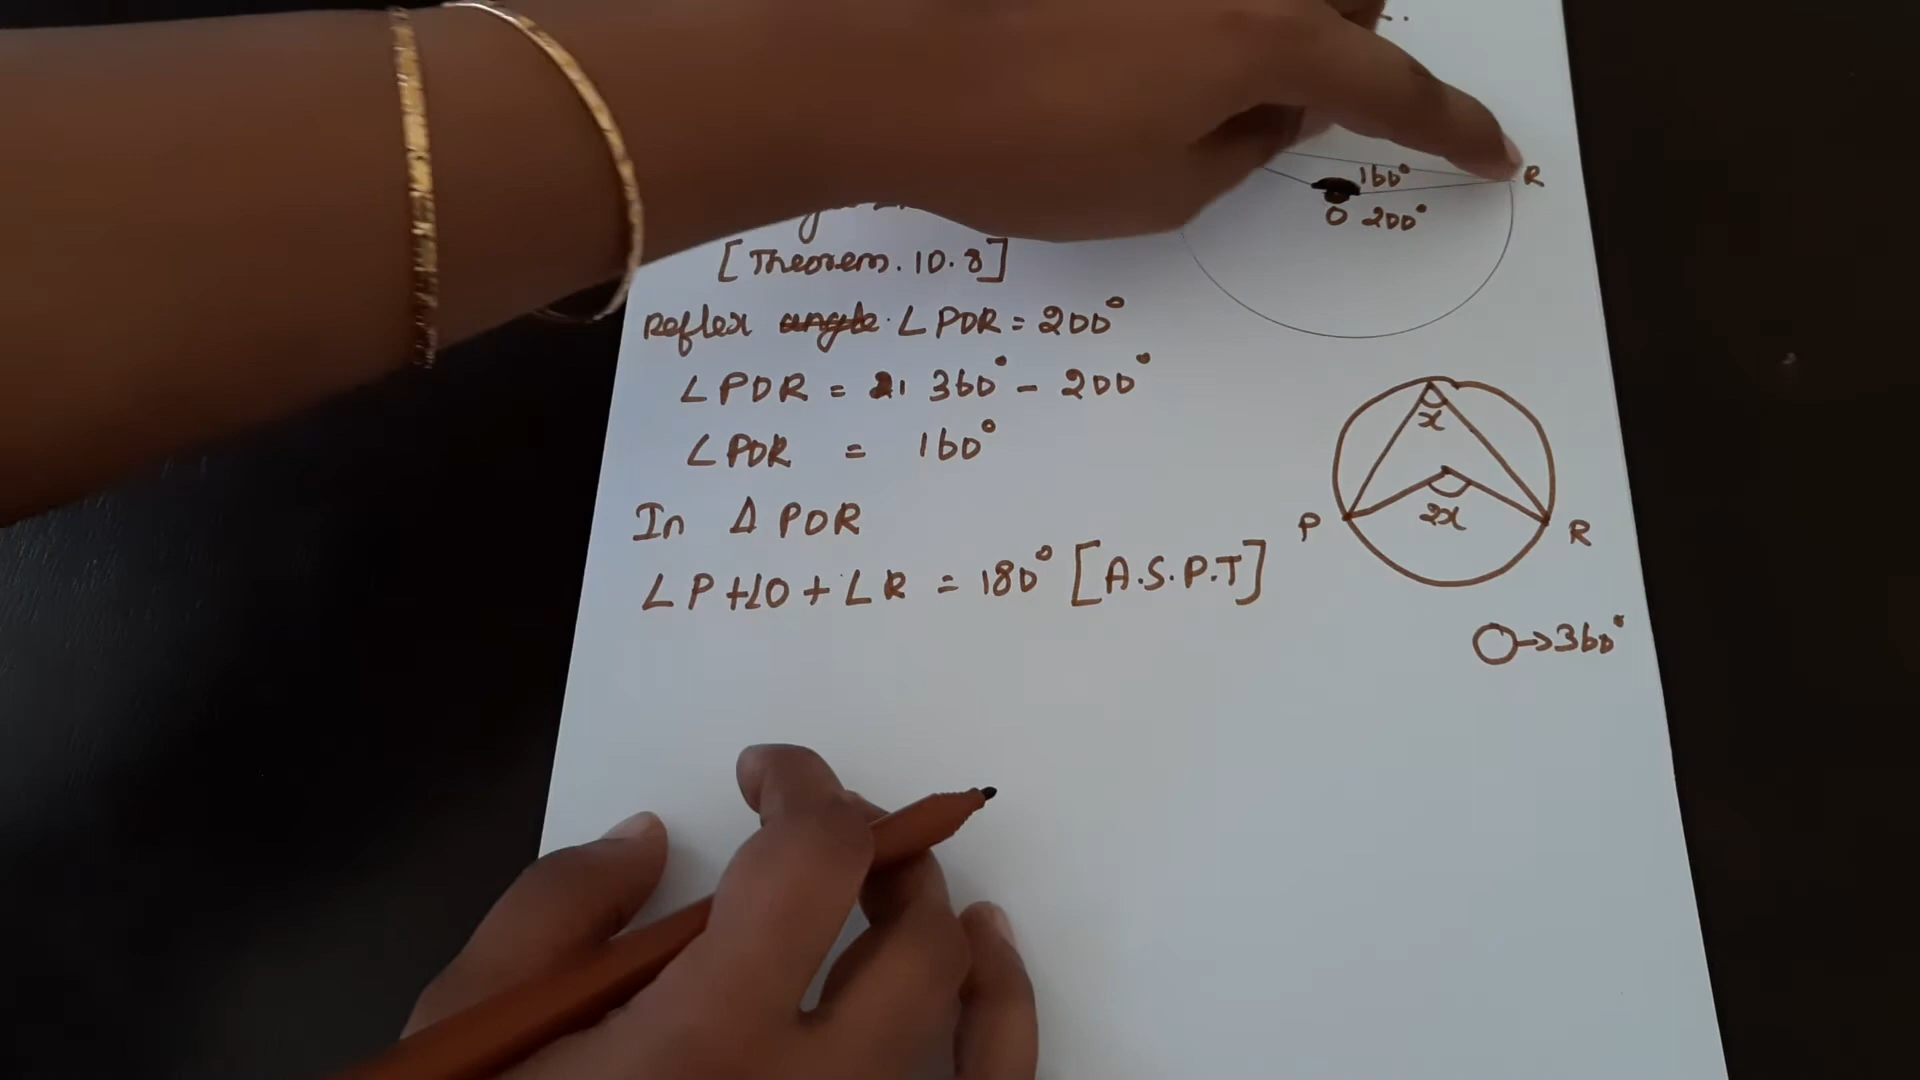 160°
R
O 200°
[Theorem. 10.8]
Reflex angle. ∠POR = 200°
∠POR = 2. 360° - 200°
∠POR = 160°
In Δ POR
∠P+∠O+∠R = 180° [A.S.P.T]
x
2x
P
R
O→360°